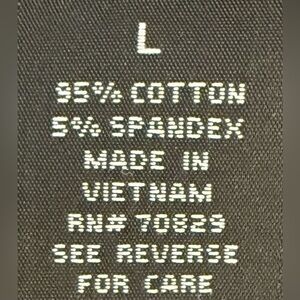 L
95% COTTON
5% SPANDEX
MADE IN
VIETNAM
RN# 70829
SEE REVERSE
FOR CARE